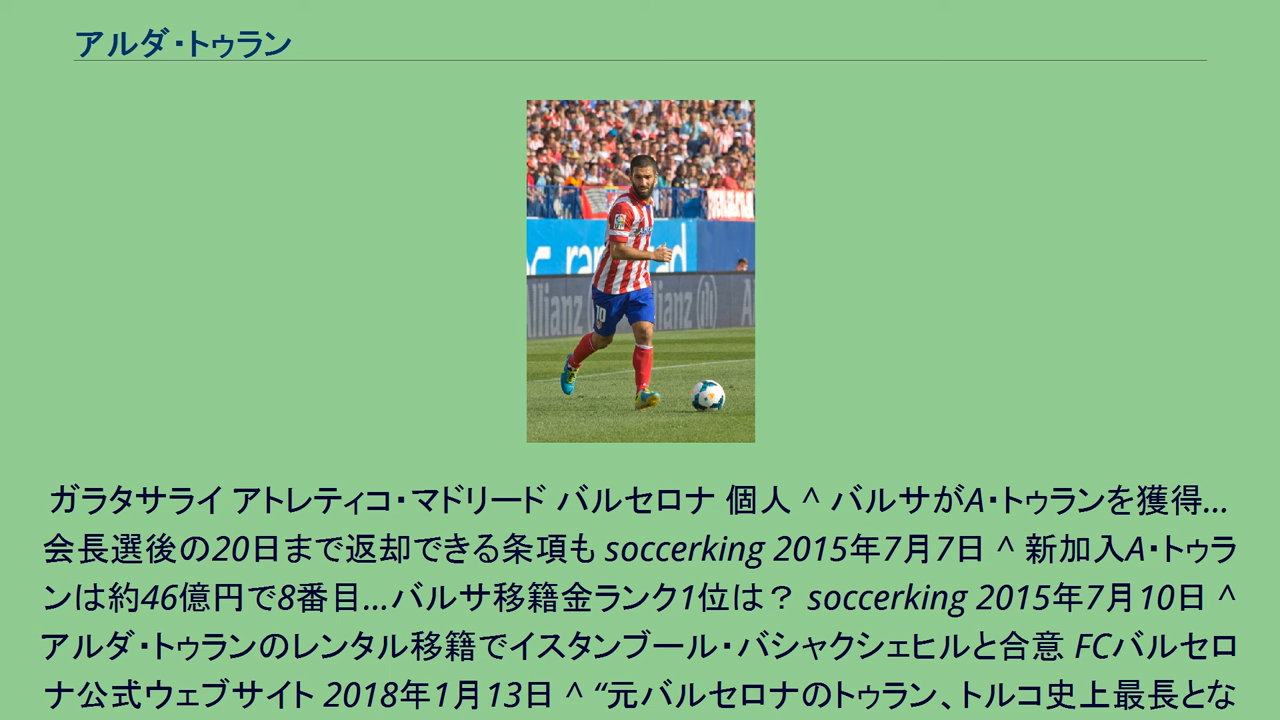 アルダ・トゥラン
Allianz
lianz
10
ガラタサライ アトレティコ・マドリード バルセロナ 個人 ^ バルサがA・トゥランを獲得…
会長選後の20日まで返却できる条項も soccerking 2015年7月7日 ^ 新加入A・トゥラ
ンは約46億円で8番目…バルサ移籍金ランク1位は？ soccerking 2015年7月10日 ^
アルダ・トゥランのレンタル移籍でイスタンブール・バシャクシェヒルと合意 FCバルセロ
ナ公式ウェブサイト 2018年1月13日 ^ “元バルセロナのトゥラン、トルコ史上最長とな